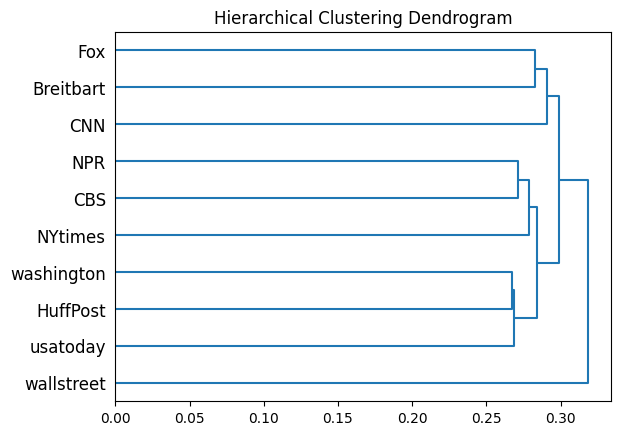 Hierarchical Clustering Dendrogram
Fox
Breitbart
CNN
NPR
CBS
NYtimes
washington
HuffPost
usatoday
wallstreet
0.00 0.05 0.10 0.15 0.20 0.25 0.30